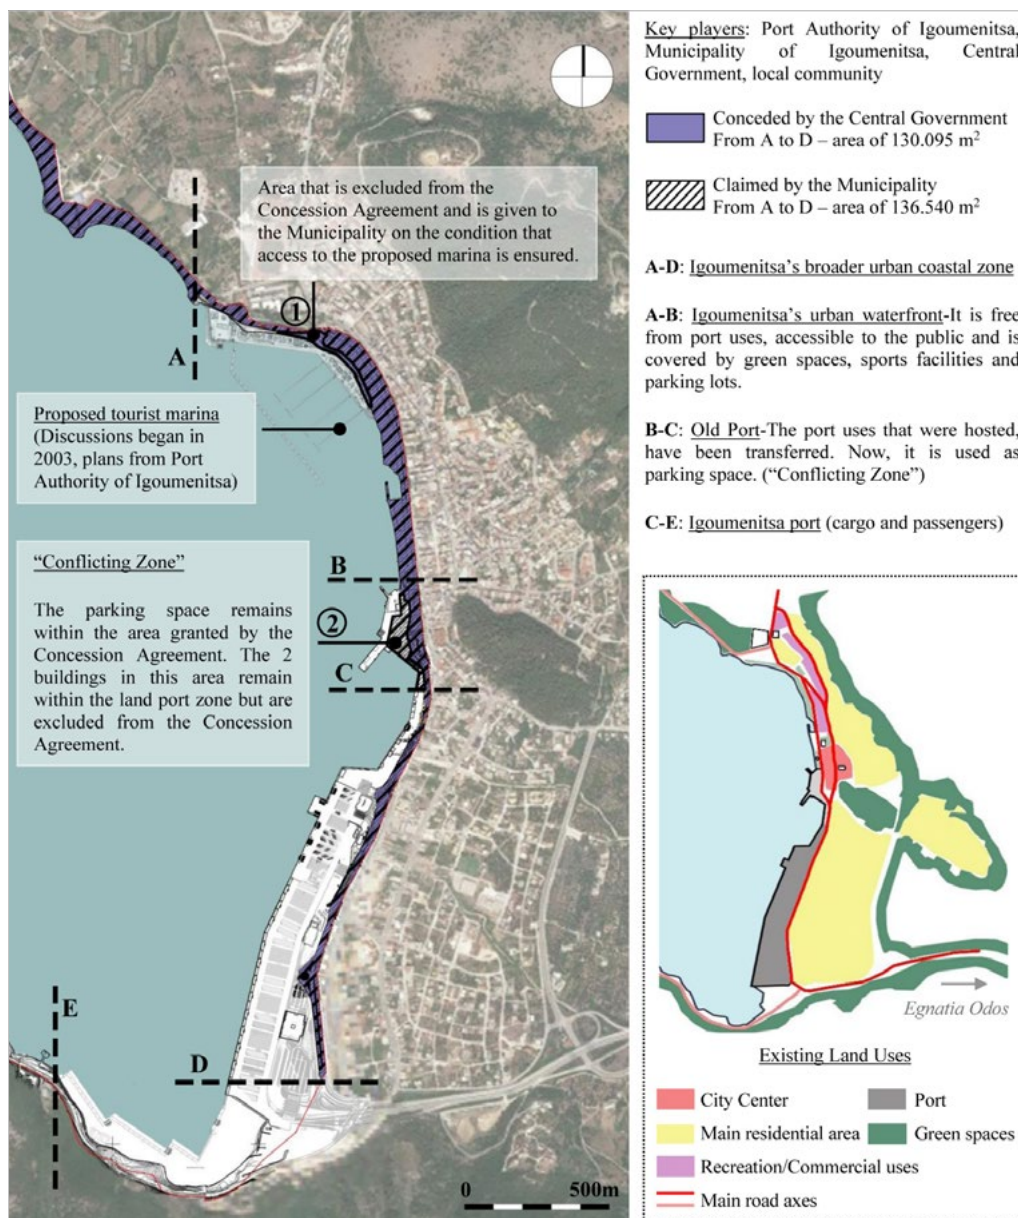 Key players: Port Authority of Igoumenitsa,
Municipality of Igoumenitsa, Central
Government, local community
Conceded by the Central Government
From A to D – area of 130.095 m²
Claimed by the Municipality
From A to D – area of 136.540 m²
A-D: Igoumenitsa's broader urban coastal zone
A-B: Igoumenitsa's urban waterfront-It is free
from port uses, accessible to the public and is
covered by green spaces, sports facilities and
parking lots.
B-C: Old Port-The port uses that were hosted,
have been transferred. Now, it is used as
parking space. (“Conflicting Zone”)
C-E: Igoumenitsa port (cargo and passengers)
Area that is excluded from the
Concession Agreement and is given to
the Municipality on the condition that
access to the proposed marina is ensured.
1
A
Proposed tourist marina
(Discussions began in
2003, plans from Port
Authority of Igoumenitsa)
“Conflicting Zone”
The parking space remains
within the area granted by the
Concession Agreement. The 2
buildings in this area remain
within the land port zone but are
excluded from the Concession
Agreement.
B
2
C
E
D
0 500m
Egnatia Odos
Existing Land Uses
City Center
Port
Main residential area
Green spaces
Recreation/Commercial uses
Main road axes